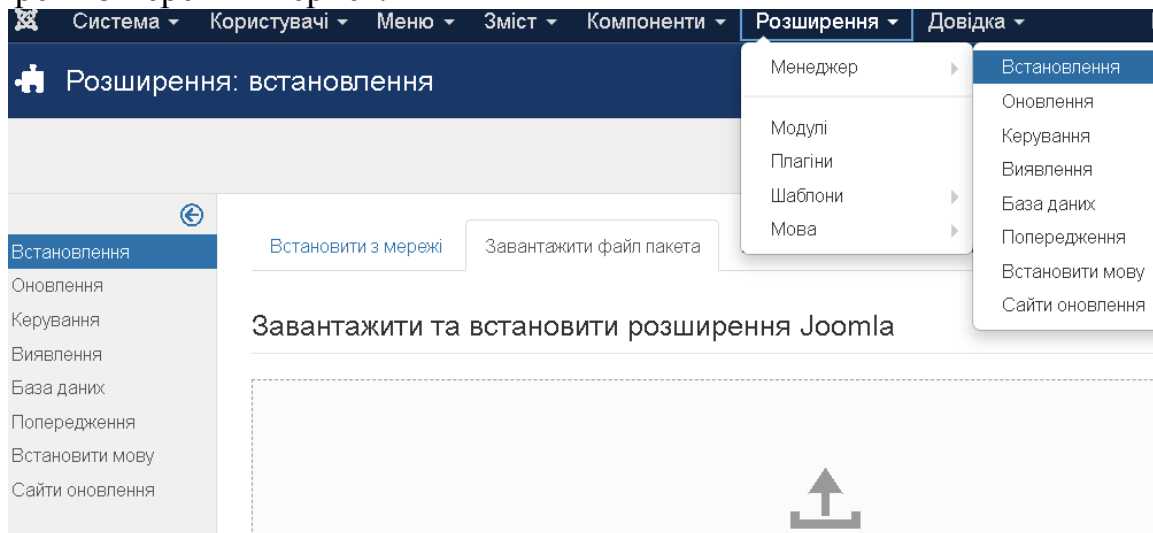 Система Користувачі Меню Зміст Компоненти Розширення Довідка
Розширення: встановлення
Менеджер
Модулі
Плагіни
Шаблони
Мова
Встановлення
Оновлення
Керування
Виявлення
База даних
Попередження
Встановити мову
Сайти оновлення
Встановлення
Оновлення
Керування
Виявлення
База даних
Попередження
Встановити мову
Сайти оновлення
Встановити з мережі Завантажити файл пакета
Завантажити та встановити розширення Joomla